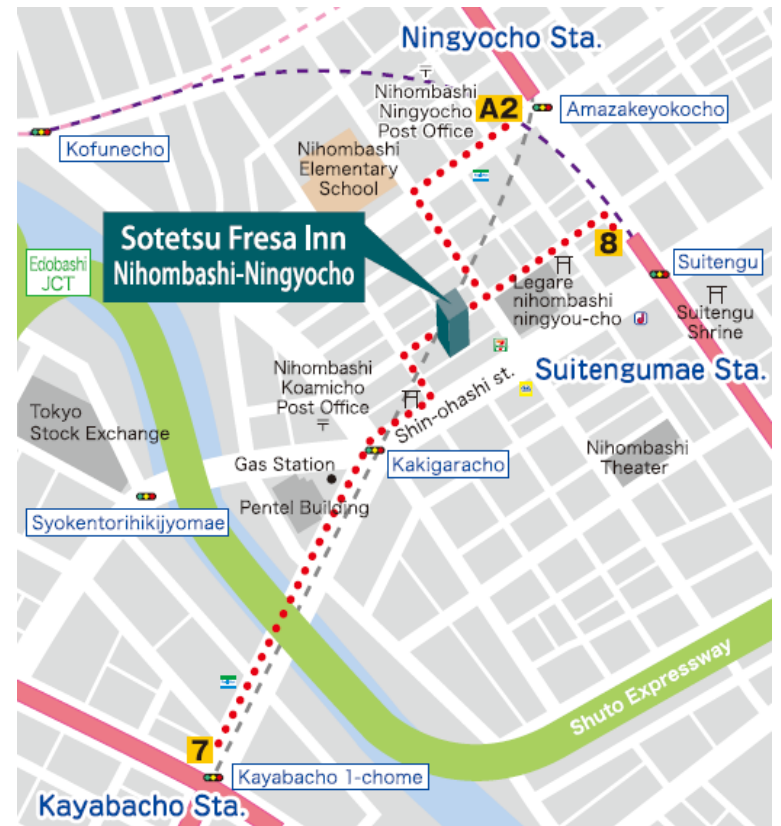 Ningyocho Sta.
〒
Nihombashi
Ningyocho
Post Office
A2
Amazakeyokocho
Kofunecho
Nihombashi
Elementary
School
Sotetsu Fresa Inn
Nihombashi-Ningyocho
Edobashi
JCT
8
Suitengu
Legare
nihombashi
ningyou-cho
Suitengu
Shrine
7
Nihombashi
Koamicho
Post Office
〒
Suitengumae Sta.
Shin-ohashi st.
Tokyo
Stock Exchange
Gas Station
Kakigaracho
Nihombashi
Theater
Pentel Building
Syokentorihikijyomae
Shuto Expressway
7
Kayabacho 1-chome
Kayabacho Sta.